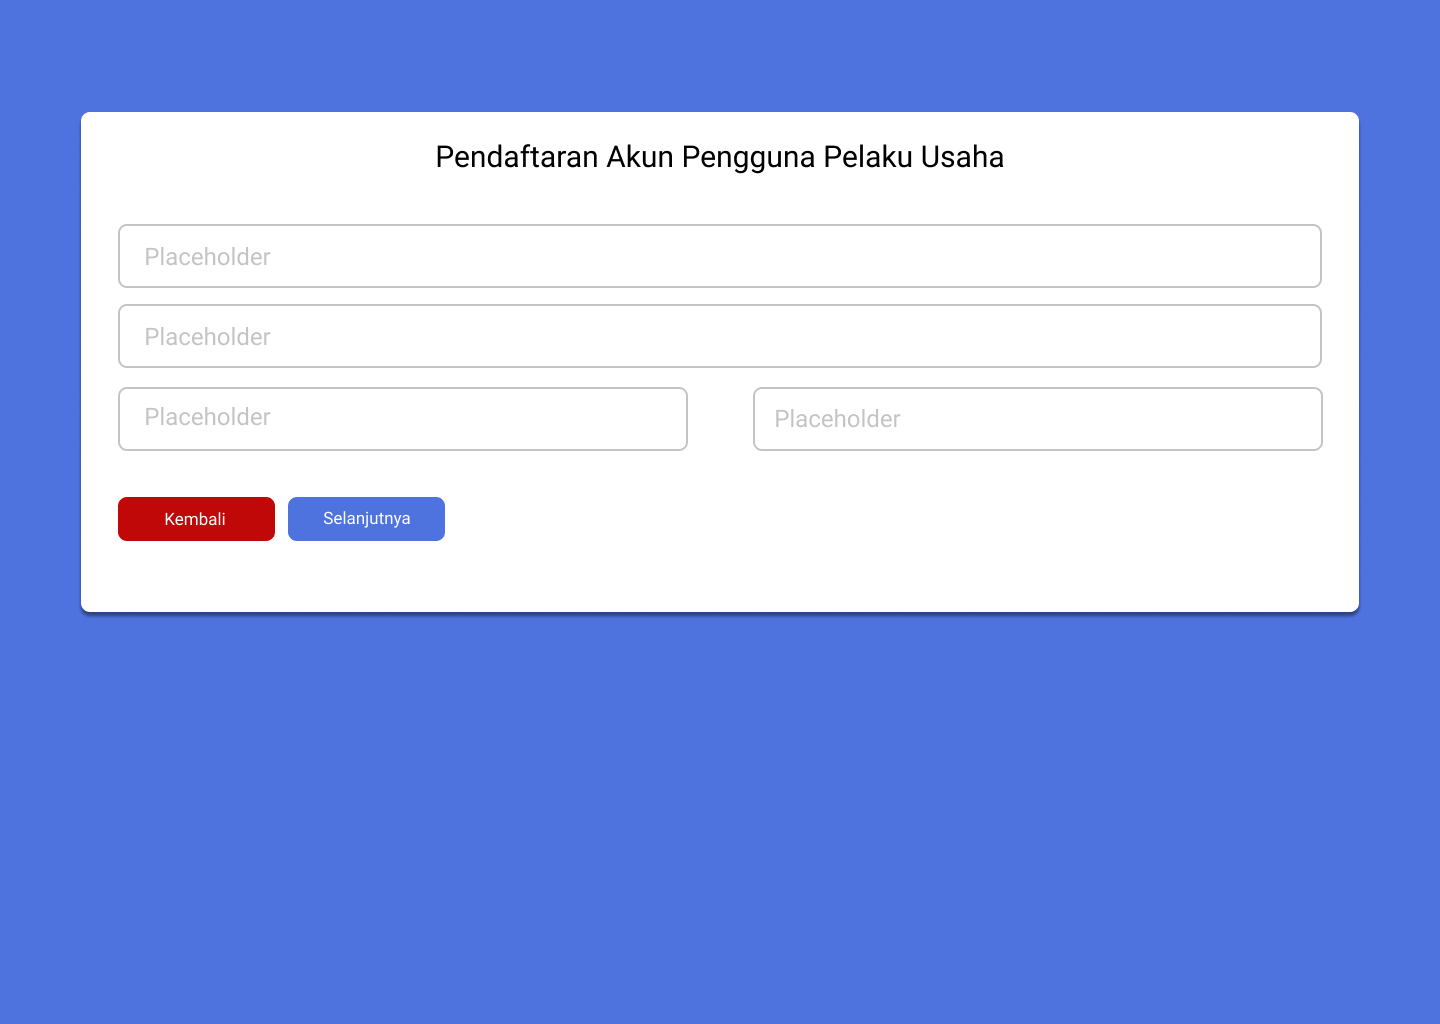 Pendaftaran Akun Pengguna Pelaku Usaha
Placeholder
Placeholder
Placeholder
Placeholder
Kembali
Selanjutnya